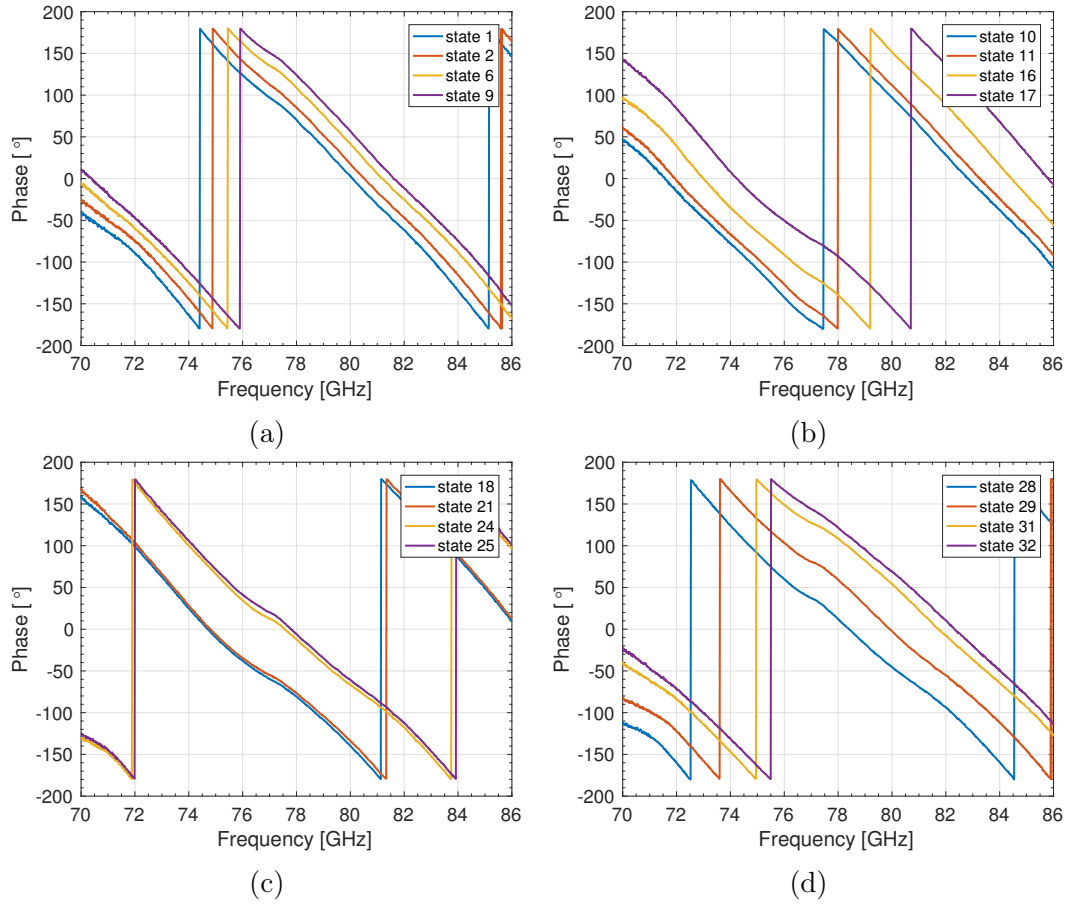 200
150
100
50
0
-50
-100
-150
-200
Phase [ °]
state 1
state 2
state 6
state 9
70 72 74 76 78 80 82 84 86
Frequency [GHz]
(a)
200
150
100
50
0
-50
-100
-150
-200
Phase [ °]
state 10
state 11
state 16
state 17
70 72 74 76 78 80 82 84 86
Frequency [GHz]
(b)
200
150
100
50
0
-50
-100
-150
-200
Phase [ °]
state 18
state 21
state 24
state 25
70 72 74 76 78 80 82 84 86
Frequency [GHz]
(c)
200
150
100
50
0
-50
-100
-150
-200
Phase [ °]
state 28
state 29
state 31
state 32
70 72 74 76 78 80 82 84 86
Frequency [GHz]
(d)